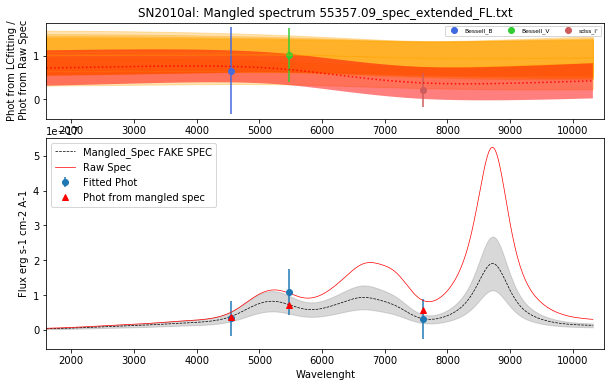 SN2010al: Mangled spectrum 55357.09_spec_extended_FL.txt
Phot from LCfitting /
Phot from Raw Spec
1
0
Bessell_B
Bessell_V
sdss_i'
2000 3000 4000 5000 6000 7000 8000 9000 10000
1e-17
Flux erg s-1 cm-2 A-1
5
4
3
2
1
0
Mangled_Spec FAKE SPEC
Raw Spec
Fitted Phot
Phot from mangled spec
2000 3000 4000 5000 6000 7000 8000 9000 10000
Wavelenght